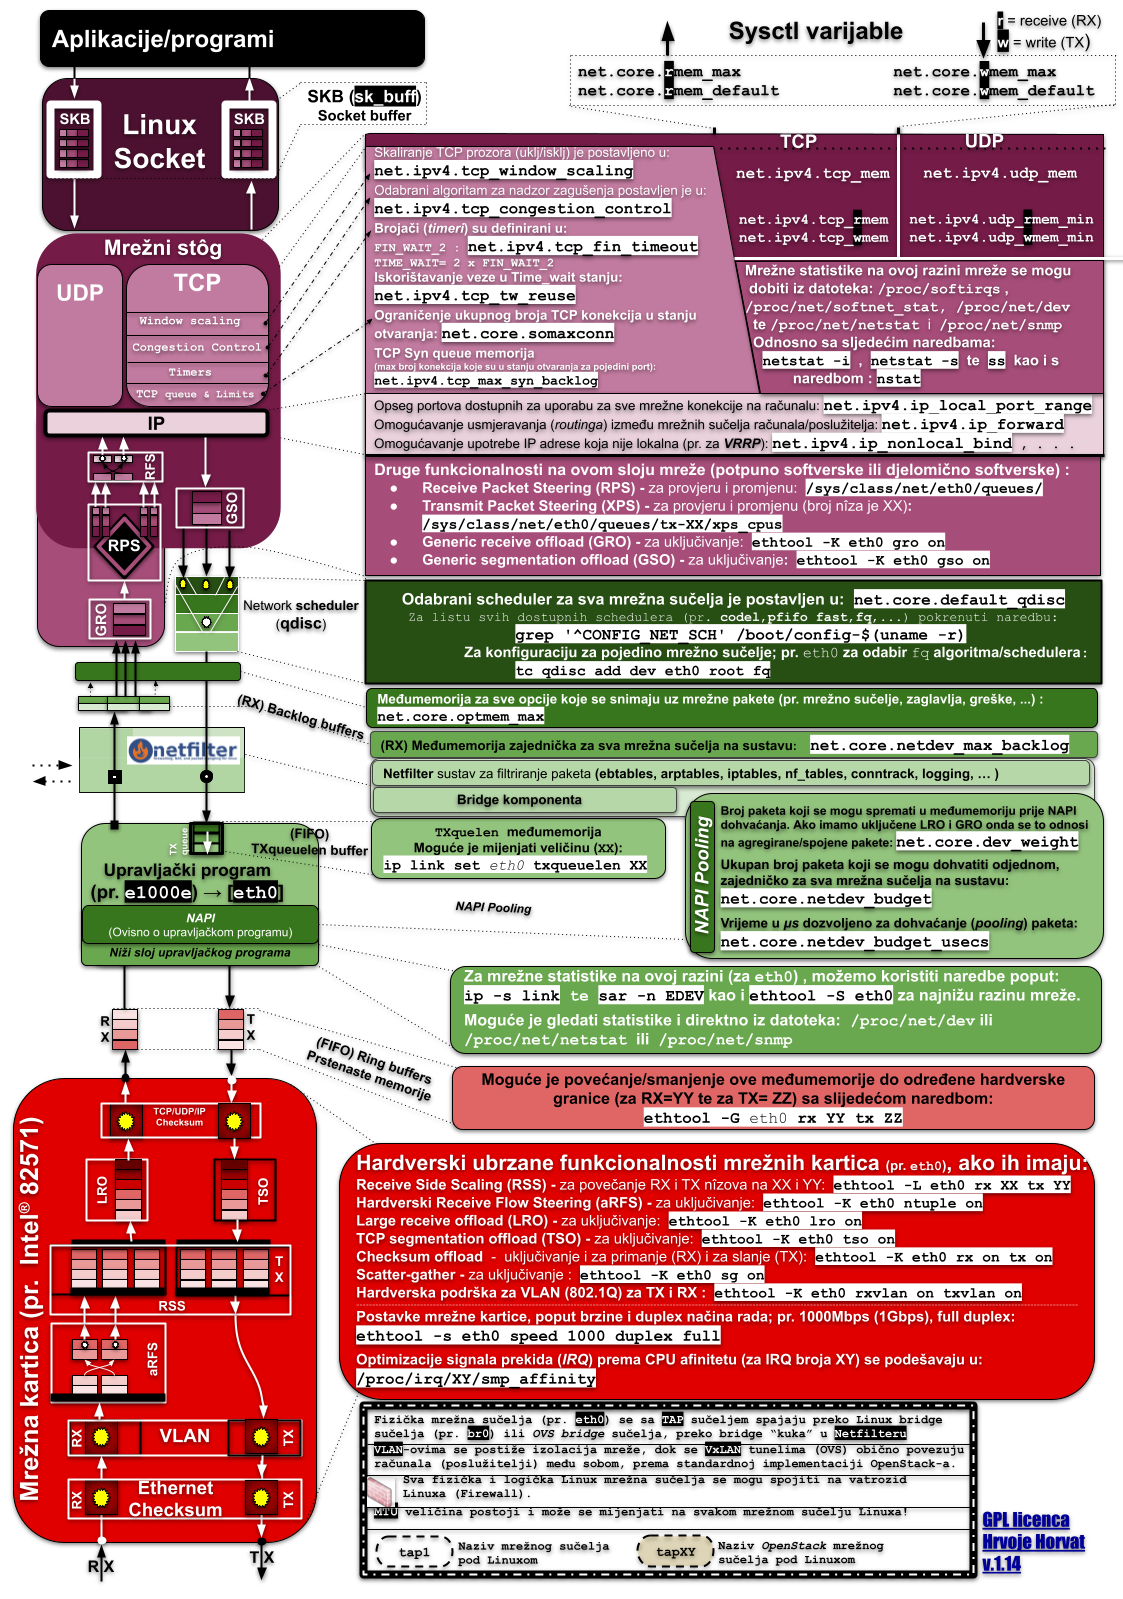 Aplikacije/programi
Sysctl varijable
r = receive (RX)
w = write (TX)
net.core.rmem_max
net.core.rmem_default
net.core.wmem_max
net.core.wmem_default
SKB
Linux
Socket
SKB
SKB (sk_buff)
Socket buffer
TCP
UDP
net.ipv4.tcp_mem
net.ipv4.udp_mem
net.ipv4.tcp_rmem
net.ipv4.tcp_wmem
net.ipv4.udp_rmem_min
net.ipv4.udp_wmem_min
Skaliranje TCP prozora (uklj/isklj) je postavljeno u:
net.ipv4.tcp_window_scaling
Odabrani algoritam za nadzor zagušenja postavljen je u:
net.ipv4.tcp_congestion_control
Brojači (timeri) su definirani u:
FIN_WAIT_2 : net.ipv4.tcp_fin_timeout
TIME_WAIT= 2 x FIN_WAIT_2
Iskorištavanje veze u Time_wait stanju:
net.ipv4.tcp_tw_reuse
Ograničenje ukupnog broja TCP konekcija u stanju
otvaranja: net.core.somaxconn
TCP Syn queue memorija
(max broj konekcija koje su u stanju otvaranja za pojedini port):
net.ipv4.tcp_max_syn_backlog
Mrežne statistike na ovoj razini mreže se mogu
dobiti iz datoteka: /proc/softirqs ,
/proc/net/softnet_stat, /proc/net/dev
te /proc/net/netstat i /proc/net/snmp
Odnosno sa sljedećim naredbama:
netstat -i , netstat -s te ss kao i s
naredbom : nstat
Mrežni stôg
UDP
TCP
Window scaling
Congestion Control
Timers
TCP queue & Limits
IP
Opseg portova dostupnih za uporabu za sve mrežne konekcije na računalu: net.ipv4.ip_local_port_range
Omogućavanje usmjeravanja (routinga) između mrežnih sučelja računala/poslužitelja: net.ipv4.ip_forward
Omogućavanje upotrebe IP adrese koja nije lokalna (pr. za VRRP): net.ipv4.ip_nonlocal_bind , . . .
RFS
GSO
RPS
GRO
Druge funkcionalnosti na ovom sloju mreže (potpuno softverske ili djelomično softverske) :
● Receive Packet Steering (RPS) - za provjeru i promjenu: /sys/class/net/eth0/queues/
● Transmit Packet Steering (XPS) - za provjeru i promjenu (broj nîza je XX):
/sys/class/net/eth0/queues/tx-XX/xps_cpus
● Generic receive offload (GRO) - za uključivanje: ethtool -K eth0 gro on
● Generic segmentation offload (GSO) - za uključivanje: ethtool -K eth0 gso on
Network scheduler
(qdisc)
Odabrani scheduler za sva mrežna sučelja je postavljen u: net.core.default_qdisc
Za listu svih dostupnih schedulera (pr. codel,pfifo fast,fq,...) pokrenuti naredbu:
grep '^CONFIG_NET_SCH' /boot/config-$(uname -r)
Za konfiguraciju za pojedino mrežno sučelje; pr. eth0 za odabir fq algoritma/schedulera:
tc qdisc add dev eth0 root fq
(RX) Backlog buffers
Međumemorija za sve opcije koje se snimaju uz mrežne pakete (pr. mrežno sučelje, zaglavlja, greške, ...) :
net.core.optmem_max
(RX) Međumemorija zajednička za sva mrežna sučelja na sustavu: net.core.netdev_max_backlog
netfilter
Netfilter sustav za filtriranje paketa (ebtables, arptables, iptables, nf_tables, conntrack, logging, ... )
Bridge komponenta
TX
queue
(FIFO)
TXqueuelen buffer
TXquelen međumemorija
Moguće je mijenjati veličinu (XX):
ip link set eth0 txqueuelen XX
Upravljački program
(pr. e1000e) → [eth0]
NAPI
(Ovisno o upravljačkom programu)
Niži sloj upravljačkog programa
NAPI Pooling
NAPI Pooling
Broj paketa koji se mogu spremati u međumemoriju prije NAPI
dohvaćanja. Ako imamo uključene LRO i GRO onda se to odnosi
na agregirane/spojene pakete: net.core.dev_weight
Ukupan broj paketa koji se mogu dohvatiti odjednom,
zajedničko za sva mrežna sučelja na sustavu:
net.core.netdev_budget
Vrijeme u µs dozvoljeno za dohvaćanje (pooling) paketa:
net.core.netdev_budget_usecs
Za mrežne statistike na ovoj razini (za eth0) , možemo koristiti naredbe poput:
ip -s link te sar -n EDEV kao i ethtool -S eth0 za najnižu razinu mreže.
Moguće je gledati statistike i direktno iz datoteka: /proc/net/dev ili
/proc/net/netstat ili /proc/net/snmp
R
X
T
X
(FIFO) Ring buffers
Prstenaste memorije
Moguće je povećanje/smanjenje ove međumemorije do određene hardverske
granice (za RX=YY te za TX= ZZ) sa slijedećom naredbom:
ethtool -G eth0 rx YY tx ZZ
Mrežna kartica (pr. Intel® 82571)
TCP/UDP/IP
Checksum
LRO
TSO
T
X
RSS
aRFS
RX
VLAN
TX
RX
Ethernet
Checksum
TX
R X
T X
Hardverski ubrzane funkcionalnosti mrežnih kartica (pr. eth0), ako ih imaju:
Receive Side Scaling (RSS) - za povečanje RX i TX nîzova na XX i YY: ethtool -L eth0 rx XX tx YY
Hardverski Receive Flow Steering (aRFS) - za uključivanje: ethtool -K eth0 ntuple on
Large receive offload (LRO) - za uključivanje: ethtool -K eth0 lro on
TCP segmentation offload (TSO) - za uključivanje: ethtool -K eth0 tso on
Checksum offload - uključivanje i za primanje (RX) i za slanje (TX): ethtool -K eth0 rx on tx on
Scatter-gather - za uključivanje : ethtool -K eth0 sg on
Hardverska podrška za VLAN (802.1Q) za TX i RX : ethtool -K eth0 rxvlan on txvlan on
Postavke mrežne kartice, poput brzine i duplex načina rada; pr. 1000Mbps (1Gbps), full duplex:
ethtool -s eth0 speed 1000 duplex full
Optimizacije signala prekida (IRQ) prema CPU afinitetu (za IRQ broja XY) se podešavaju u:
/proc/irq/XY/smp_affinity
Fizička mrežna sučelja (pr. eth0) se sa TAP sučeljem spajaju preko Linux bridge
sučelja (pr. br0) ili OVS bridge sučelja, preko bridge “kuka” u Netfilteru
VLAN-ovima se postiže izolacija mreže, dok se VxLAN tunelima (OVS) obično povezuju
računala (poslužitelji) među sobom, prema standardnoj implementaciji OpenStack-a.
Sva fizička i logička Linux mrežna sučelja se mogu spojiti na vatrozid
Linuxa (Firewall).
MTU veličina postoji i može se mijenjati na svakom mrežnom sučelju Linuxa!
tap1
Naziv mrežnog sučelja
pod Linuxom
tapXY
Naziv OpenStack mrežnog
sučelja pod Linuxom
GPL licenca
Hrvoje Horvat
v.1.14